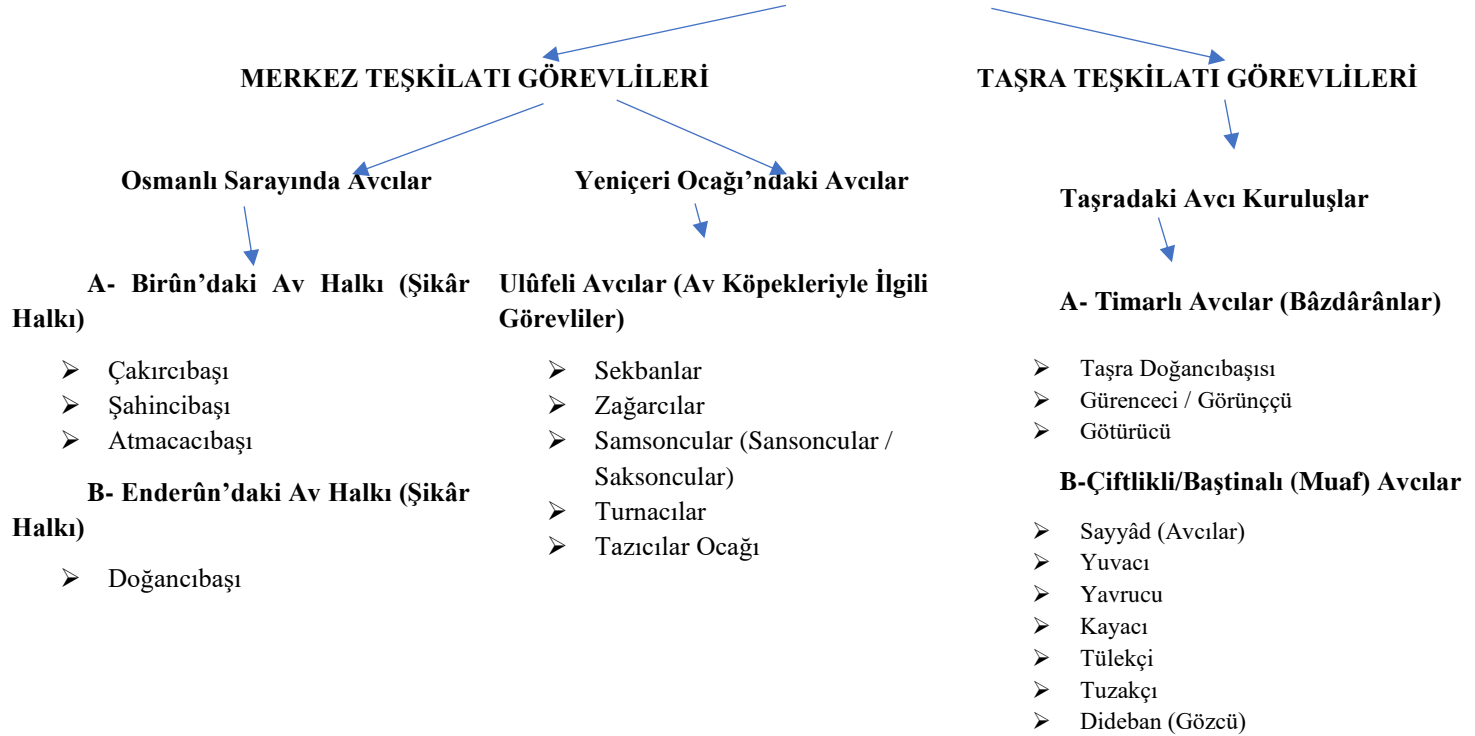 MERKEZ TEŞKİLATI GÖREVLİLERİ
TAŞRA TEŞKİLATI GÖREVLİLERİ
Osmanlı Sarayında Avcılar
A- Birûn’daki Av Halkı (Şikâr
Halkı)
➢ Çakırcıbaşı
➢ Şahincibaşı
➢ Atmacacıbaşı
B- Enderûn’daki Av Halkı (Şikâr
Halkı)
➢ Doğancıbaşı
Yeniçeri Ocağı’ndaki Avcılar
Ulûfeli Avcılar (Av Köpekleriyle İlgili
Görevliler)
➢ Sekbanlar
➢ Zağarcılar
➢ Samsoncular (Sansoncular /
Saksoncular)
➢ Turnacılar
➢ Tazıcılar Ocağı
Taşradaki Avcı Kuruluşlar
A- Timarlı Avcılar (Bâzdârânlar)
➢ Taşra Doğancıbaşısı
➢ Gürenceci / Görünççü
➢ Götürücü
B-Çiftlikli/Baştinalı (Muaf) Avcılar
➢ Sayyâd (Avcılar)
➢ Yuvacı
➢ Yavrucu
➢ Kayacı
➢ Tülekçi
➢ Tuzakçı
➢ Dideban (Gözcü)